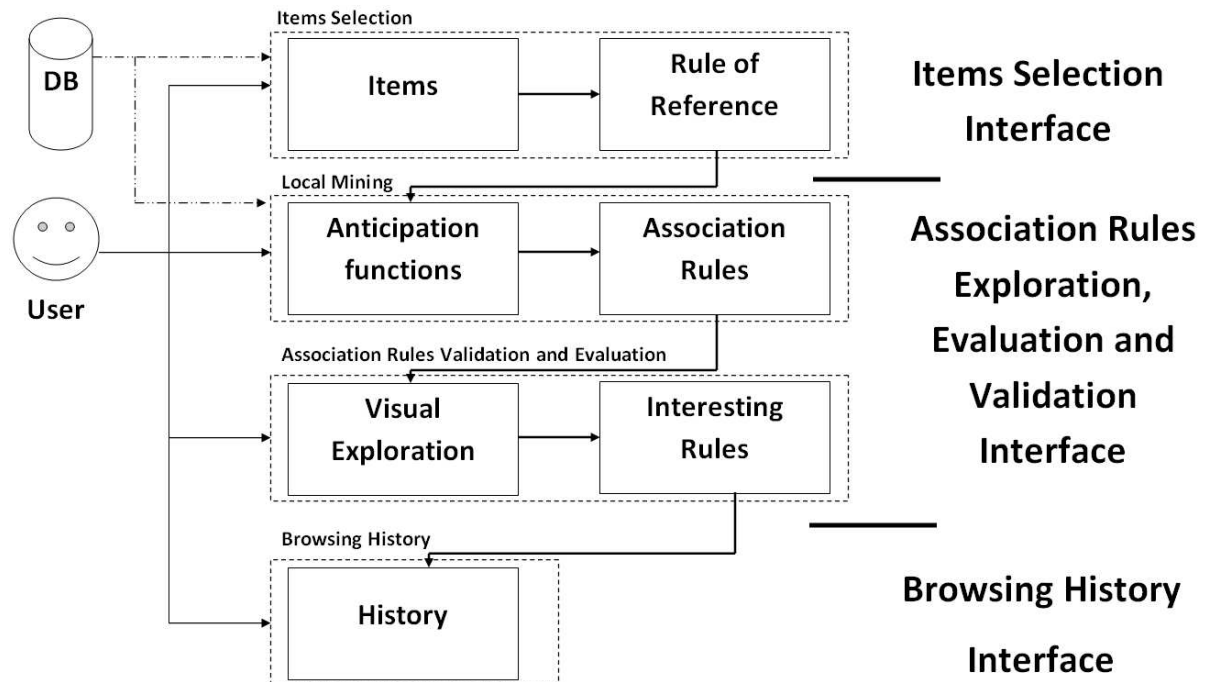 Items Selection
DB
Items
Rule of
Reference
Items Selection
Interface
Local Mining
User
Anticipation
functions
Association
Rules
Association Rules
Exploration,
Evaluation and
Validation
Interface
Association Rules Validation and Evaluation
Visual
Exploration
Interesting
Rules
Browsing History
History
Browsing History
Interface